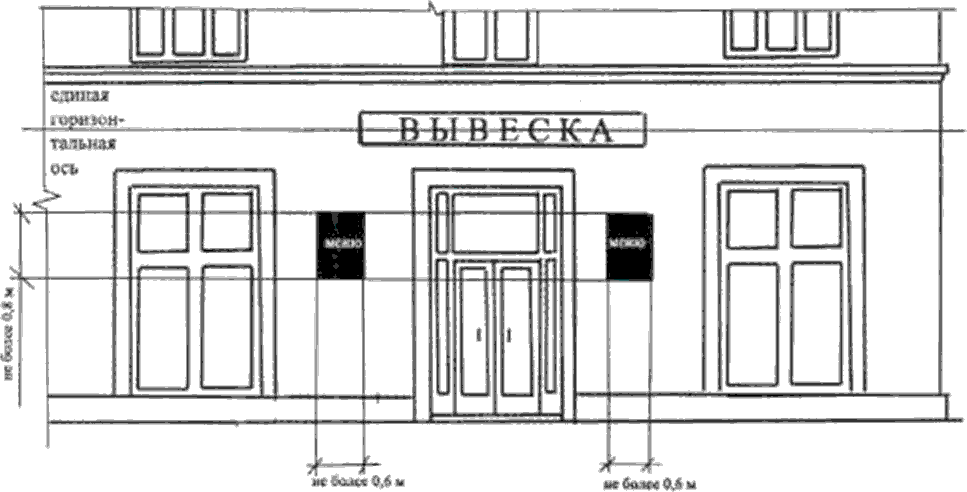 единая
горизон-
тальная
ось
ВЫВЕСКА
меню
меню
не более 0,8 м
не более 0,6 м
не более 0,6 м